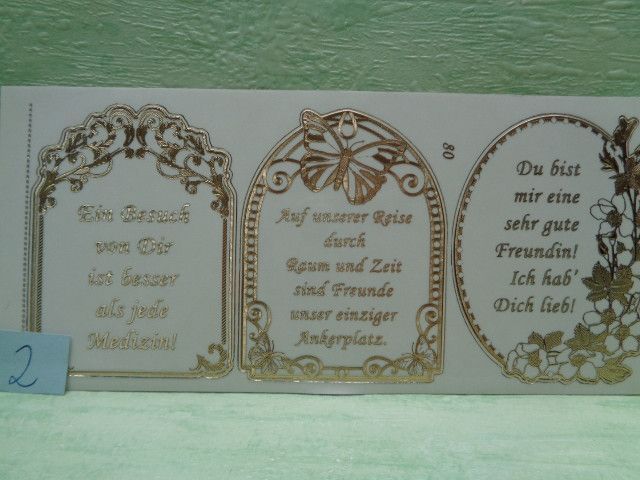 Ein Besuch
von Dir
ist besser
als jede
Medizin!
Auf unserer Reise
durch
Raum und Zeit
sind Freunde
unser einziger
Ankerplatz.
80
Du bist
mir eine
sehr gute
Freundin!
Ich hab'
Dich lieb!
2